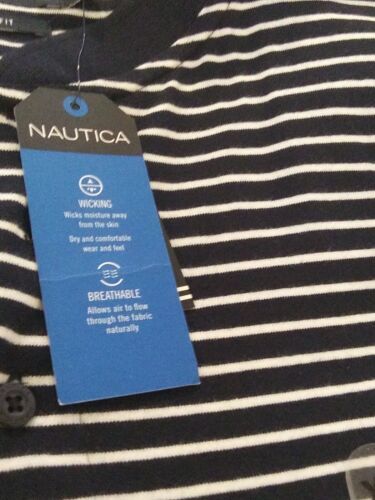 FIT
NAUTICA
WICKING
Wicks moisture away
from the skin
Dry and comfortable
wear and feel
BREATHABLE
Allows air to flow
through the fabric
naturally